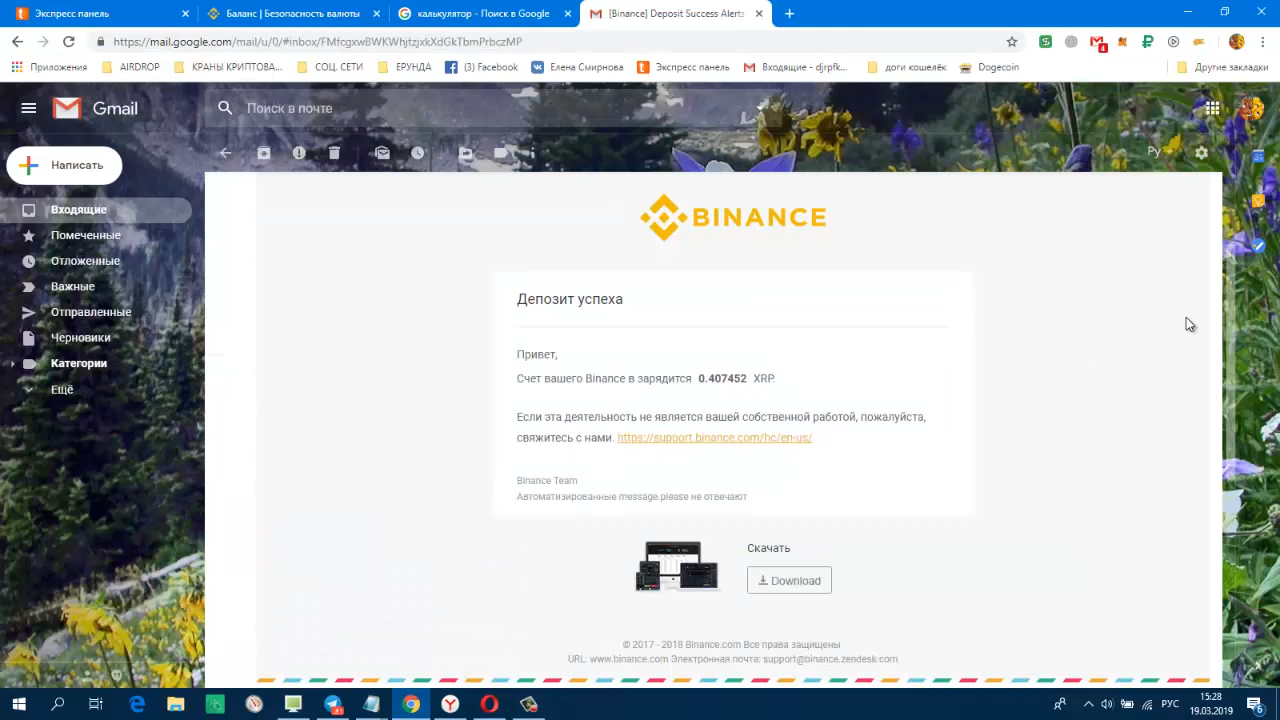 Экспресс панель
Баланс | Безопасность валюты
калькулятор - Поиск в Google
[Binance] Deposit Success Alerts
https://mail.google.com/mail/u/0/#inbox/FMfcgxwBWKWhjtzjxkXdGkTbmPrbczMP
4
Приложения
AIRDROP
КРАНЫ КРИПТОВА...
СОЦ. СЕТИ
ЕРУНДА
(3) Facebook
Елена Смирнова
Экспресс панель
Входящие - djrpfk...
доги кошелёк
Dogecoin
Другие закладки
Gmail
Поиск в почте
Написать
Ру
Входящие
Помеченные
Отложенные
Важные
Отправленные
Черновики
Категории
Ещё
BINANCE
Депозит успеха
Привет,
Счет вашего Binance в зарядится 0.407452 XRP.
Если эта деятельность не является вашей собственной работой, пожалуйста,
свяжитесь с нами. https://support.binance.com/hc/en-us/
Binance Team
Автоматизированные message.please не отвечают
Скачать
Download
© 2017 - 2018 Binance.com Все права защищены
URL: www.binance.com Электронная почта: support@binance.zendesk.com
РУС
15:28
19.03.2019